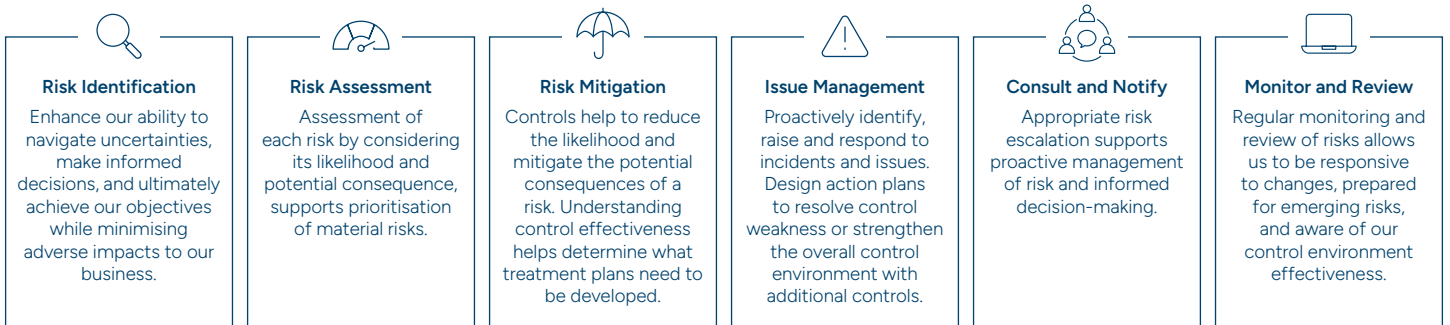 Risk Identification
Enhance our ability to
navigate uncertainties,
make informed
decisions, and ultimately
achieve our objectives
while minimising
adverse impacts to our
business.
Risk Assessment
Assessment of
each risk by considering
its likelihood and
potential consequence,
supports prioritisation
of material risks.
Risk Mitigation
Controls help to reduce
the likelihood and
mitigate the potential
consequences of a
risk. Understanding
control effectiveness
helps determine what
treatment plans need to
be developed.
Issue Management
Proactively identify,
raise and respond to
incidents and issues.
Design action plans
to resolve control
weakness or strengthen
the overall control
environment with
additional controls.
Consult and Notify
Appropriate risk
escalation supports
proactive management
of risk and informed
decision-making.
Monitor and Review
Regular monitoring and
review of risks allows
us to be responsive
to changes, prepared
for emerging risks,
and aware of our
control environment
effectiveness.